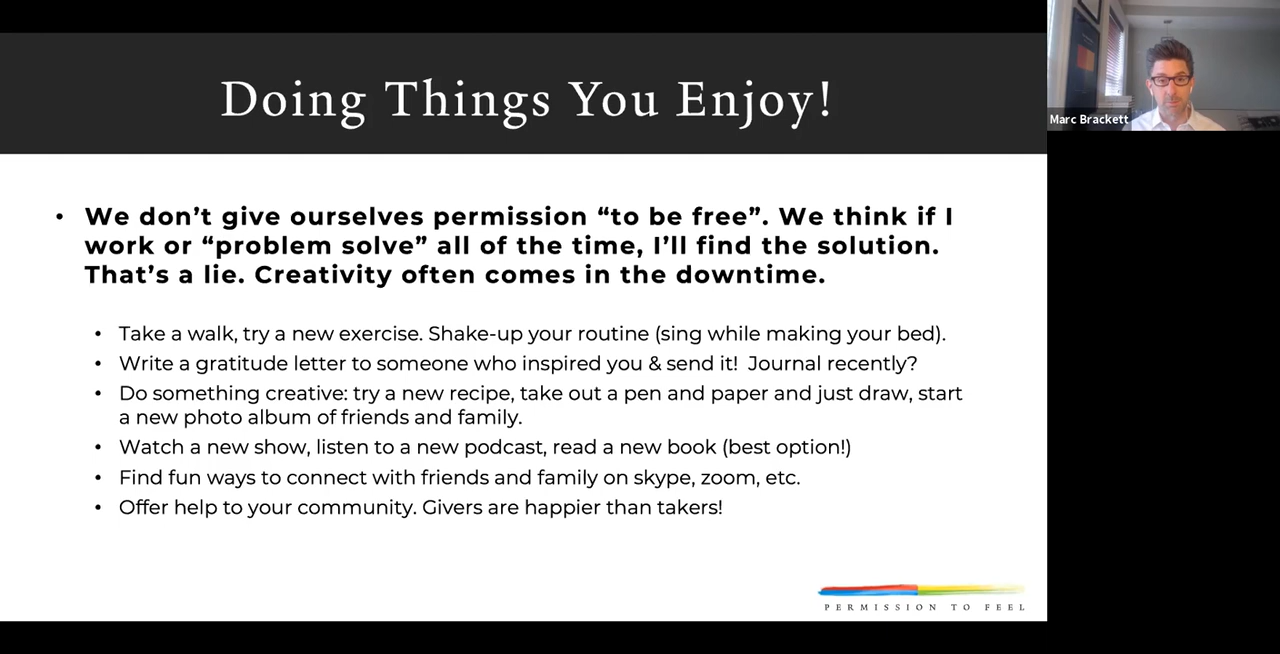 Doing Things You Enjoy!
Marc Brackett
• We don’t give ourselves permission “to be free”. We think if I
work or “problem solve” all of the time, I’ll find the solution.
That’s a lie. Creativity often comes in the downtime.
• Take a walk, try a new exercise. Shake-up your routine (sing while making your bed).
• Write a gratitude letter to someone who inspired you & send it!  Journal recently?
• Do something creative: try a new recipe, take out a pen and paper and just draw, start
a new photo album of friends and family.
• Watch a new show, listen to a new podcast, read a new book (best option!)
• Find fun ways to connect with friends and family on skype, zoom, etc.
• Offer help to your community. Givers are happier than takers!
PERMISSION TO FEEL